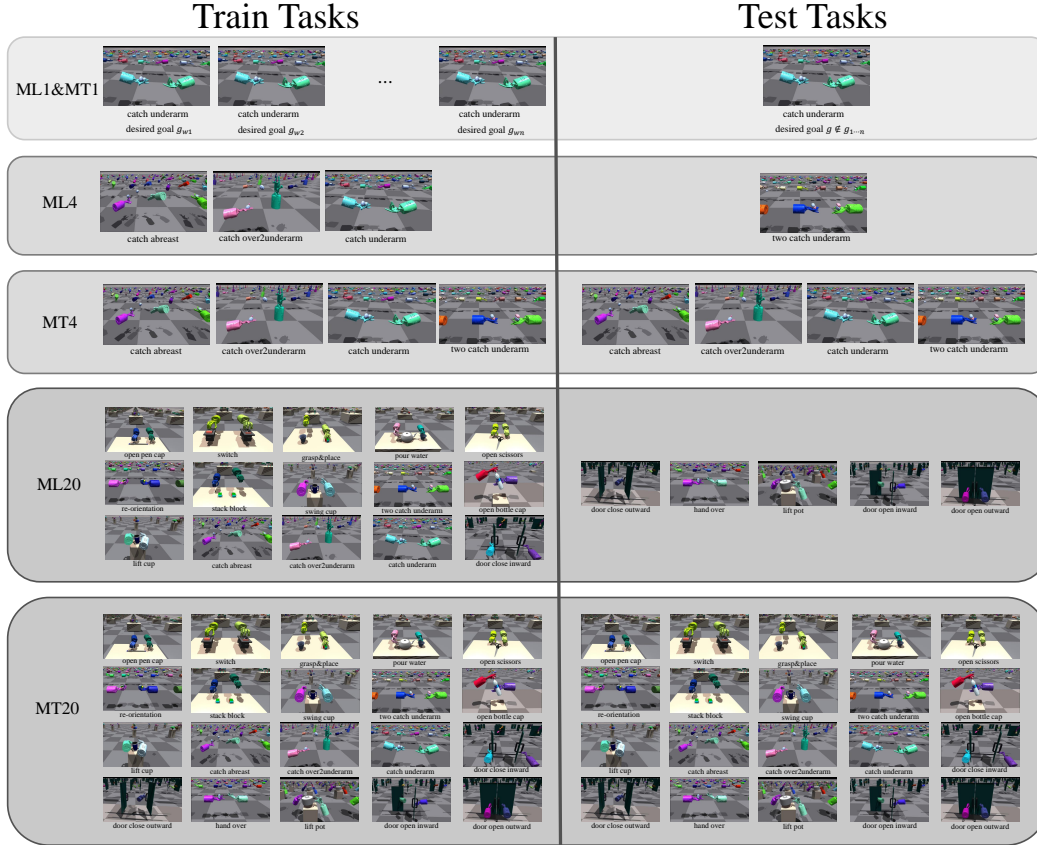 Train Tasks
Test Tasks
ML1&MT1
...
catch underarm
catch underarm
catch underarm
catch underarm
desired goal g_{w1}
desired goal g_{w2}
desired goal g_{wn}
desired goal g ∉ g_{1…n}
ML4
catch abreast
catch over2underarm
catch underarm
two catch underarm
MT4
catch abreast
catch over2underarm
catch underarm
two catch underarm
catch abreast
catch over2underarm
catch underarm
two catch underarm
ML20
open pen cap
switch
grasp&place
pour water
open scissors
re-orientation
stack block
swing cup
two catch underarm
open bottle cap
lift cup
catch abreast
catch over2underarm
catch underarm
door close inward
door close outward
hand over
lift pot
door open inward
door open outward
MT20
open pen cap
switch
grasp&place
pour water
open scissors
re-orientation
stack block
swing cup
two catch underarm
open bottle cap
lift cup
catch abreast
catch over2underarm
catch underarm
door close inward
door close outward
hand over
lift pot
door open inward
door open outward
open pen cap
switch
grasp&place
pour water
open scissors
re-orientation
stack block
swing cup
two catch underarm
open bottle cap
lift cup
catch abreast
catch over2underarm
catch underarm
door close inward
door close outward
hand over
lift pot
door open inward
door open outward